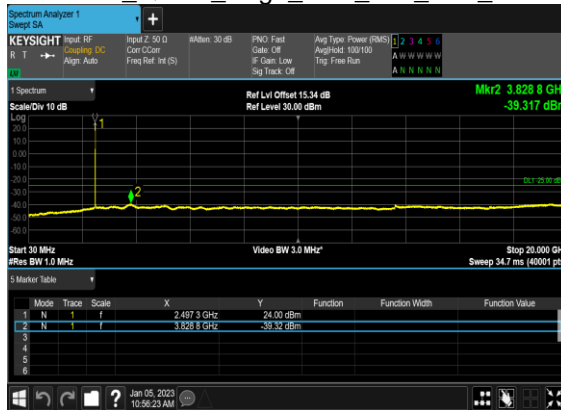 Spectrum Analyzer 1
Swept SA
+
KEYSIGHT Input: RF Input Z: 50 Ω #Atten: 30 dB PNO: Fast Avg Type: Power (RMS) 1 2 3 4 5 6
R T Coupling: DC Corr CCorr Gate: Off Avg|Hold: 100/100 A W W W W W
Align: Auto Freq Ref: Int (S) IF Gain: Low Trig: Free Run
LW Sig Track: Off A N N N N N
1 Spectrum Ref Lvl Offset 15.34 dB Mkr2 3.828 8 GH
Scale/Div 10 dB Ref Level 30.00 dBm -39.317 dB
Log
20.0 1
10.0
0.00
-10.0
-20.0 DL1 -25.00 dB
-30.0 2
-40.0
-50.0
-60.0
Start 30 MHz Video BW 3.0 MHz* Stop 20.000 GH
#Res BW 1.0 MHz Sweep 34.7 ms (40001 pt
5 Marker Table
Mode Trace Scale X Y Function Function Width Function Value
1 N 1 f 2.497 3 GHz 24.00 dBm
2 N 1 f 3.828 8 GHz -39.32 dBm
3
4
5
6
? Jan 05, 2023
10:56:23 AM